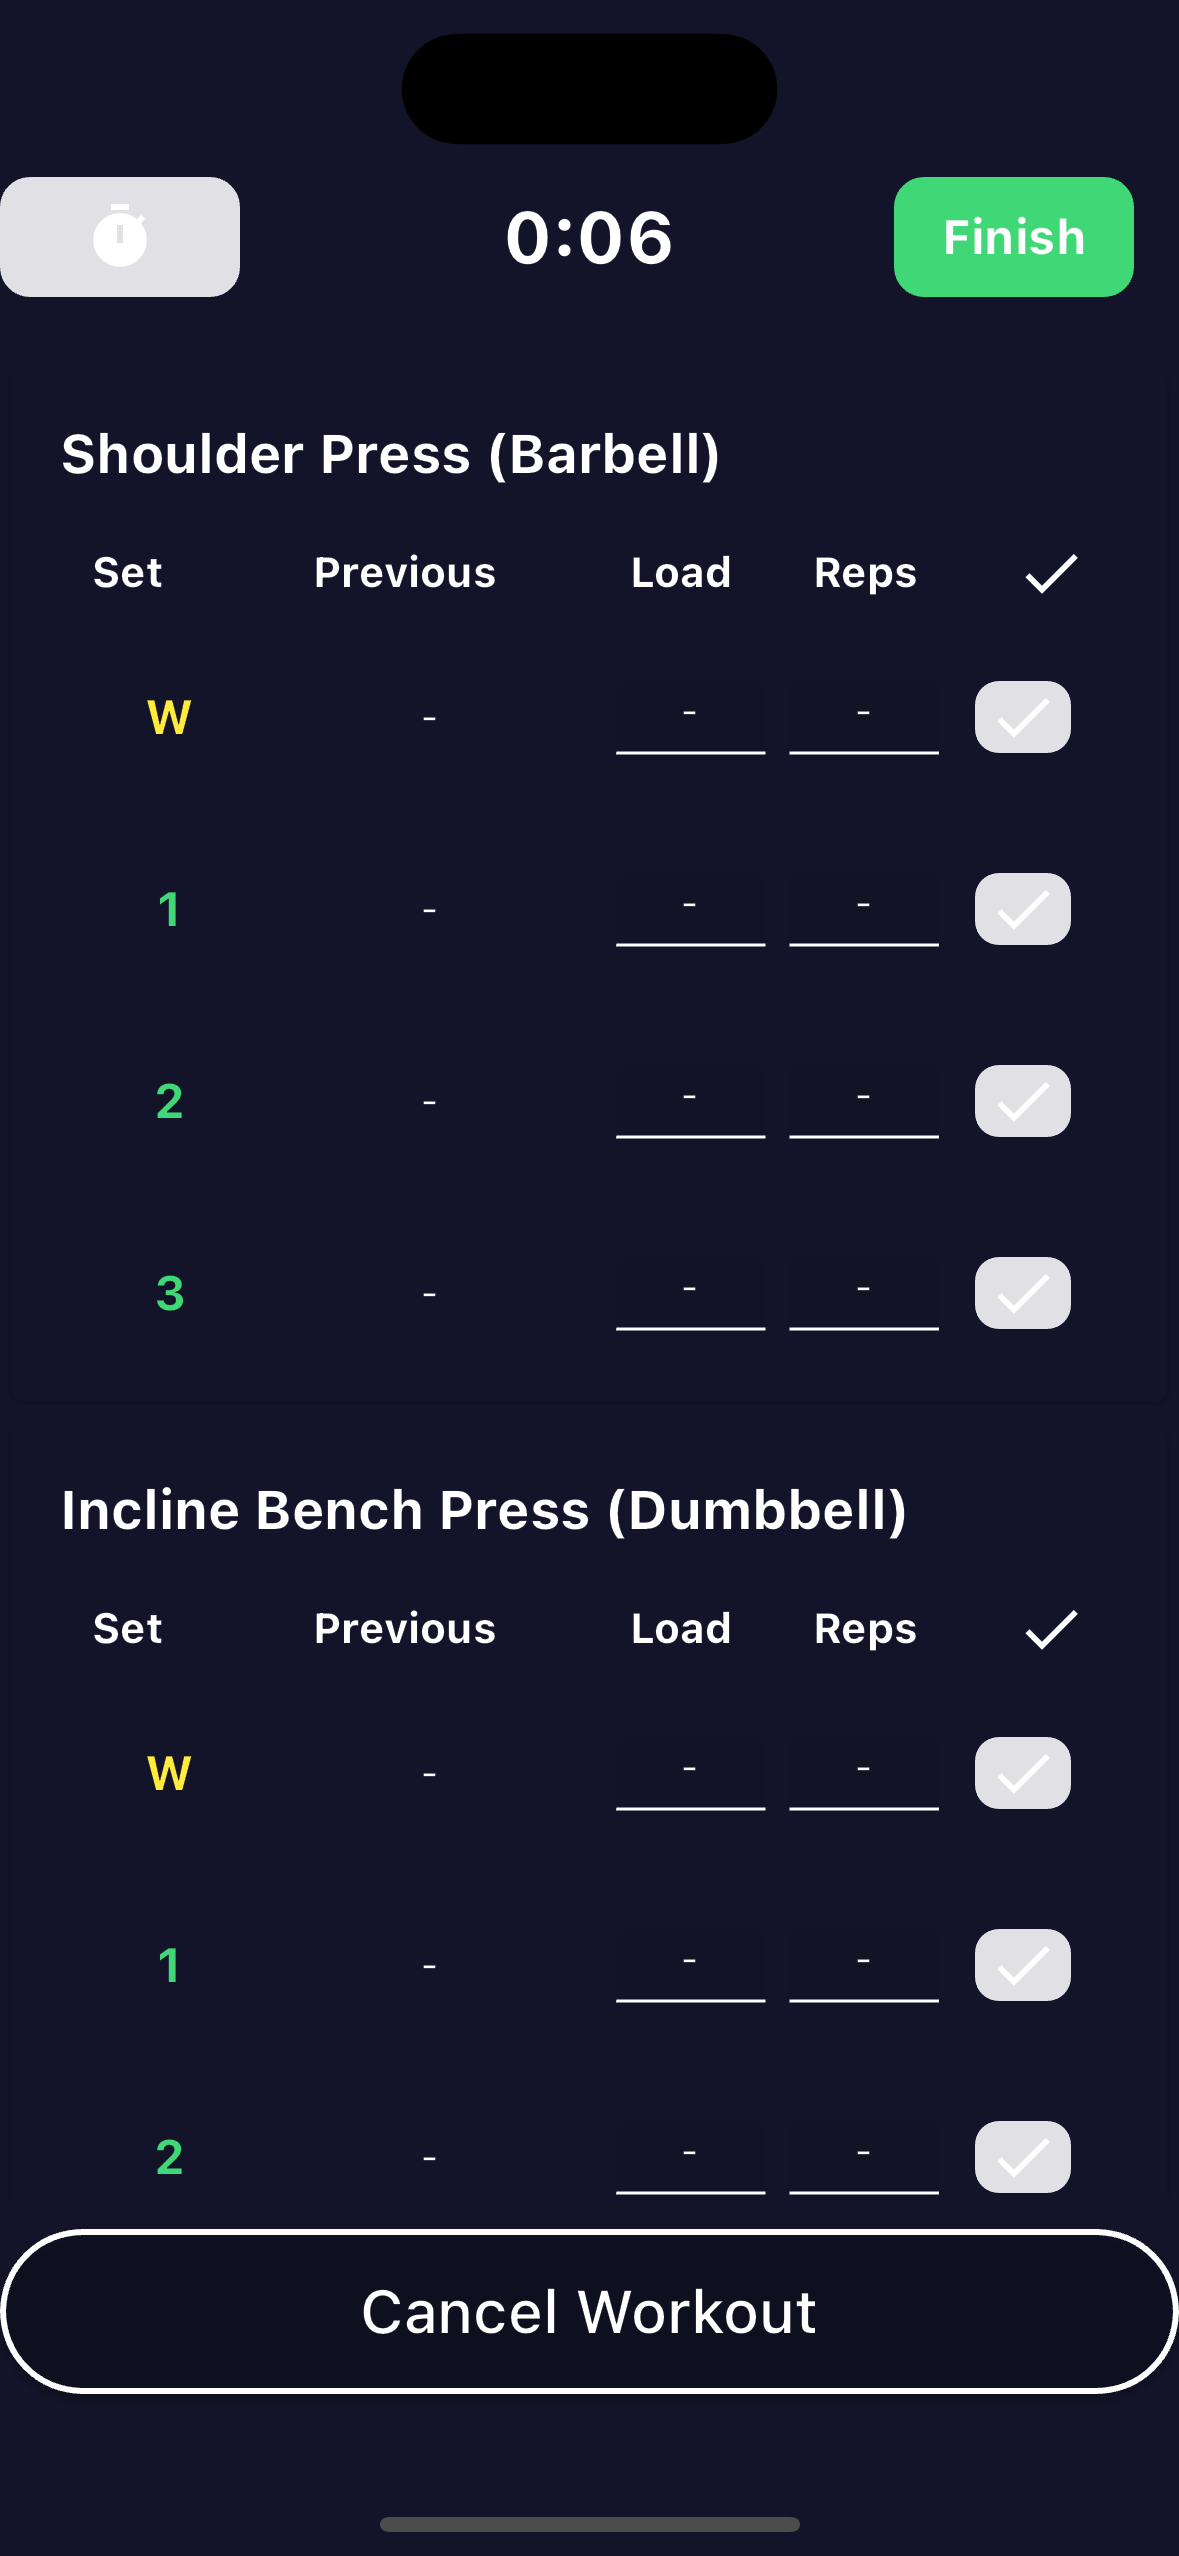 0:06 Finish
Shoulder Press (Barbell)
Set Previous Load Reps
W - - -
1 - - -
2 - - -
3 - - -
Incline Bench Press (Dumbbell)
Set Previous Load Reps
W - - -
1 - - -
2 - - -
Cancel Workout